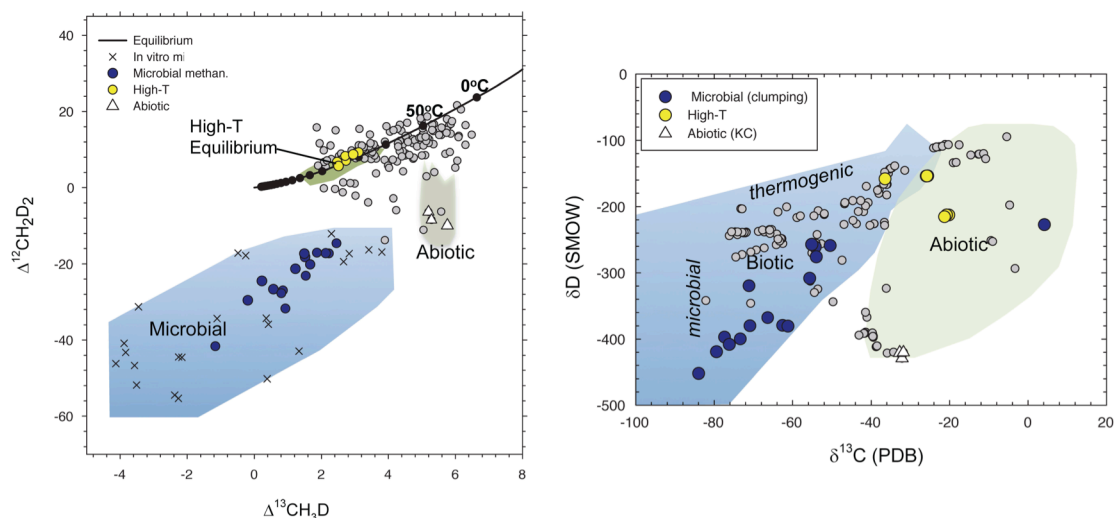 40
20
0
-20
-40
-60
-4
-2
0
2
4
6
8
Δ¹²CH₂D₂
Δ¹³CH₃D
Equilibrium
In vitro mi
Microbial methan.
High-T
Abiotic
0°C
50°C
High-T
Equilibrium
Abiotic
Microbial
0
-100
-200
-300
-400
-500
-100
-80
-60
-40
-20
0
20
δD (SMOW)
δ¹³C (PDB)
Microbial (clumping)
High-T
Abiotic (KC)
thermogenic
Biotic
microbial
Abiotic